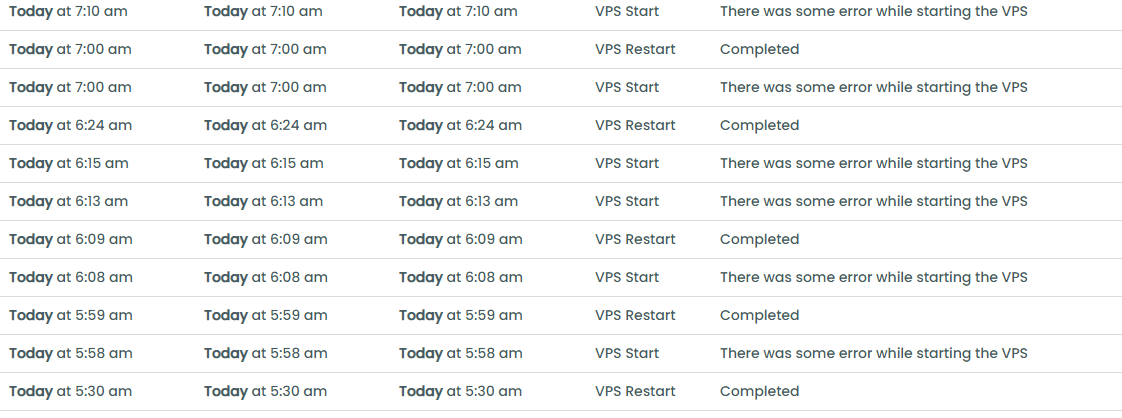 Today at 7:10 am Today at 7:10 am Today at 7:10 am VPS Start There was some error while starting the VPS
Today at 7:00 am Today at 7:00 am Today at 7:00 am VPS Restart Completed
Today at 7:00 am Today at 7:00 am Today at 7:00 am VPS Start There was some error while starting the VPS
Today at 6:24 am Today at 6:24 am Today at 6:24 am VPS Restart Completed
Today at 6:15 am Today at 6:15 am Today at 6:15 am VPS Start There was some error while starting the VPS
Today at 6:13 am Today at 6:13 am Today at 6:13 am VPS Start There was some error while starting the VPS
Today at 6:09 am Today at 6:09 am Today at 6:09 am VPS Restart Completed
Today at 6:08 am Today at 6:08 am Today at 6:08 am VPS Start There was some error while starting the VPS
Today at 5:59 am Today at 5:59 am Today at 5:59 am VPS Restart Completed
Today at 5:58 am Today at 5:58 am Today at 5:58 am VPS Start There was some error while starting the VPS
Today at 5:30 am Today at 5:30 am Today at 5:30 am VPS Restart Completed